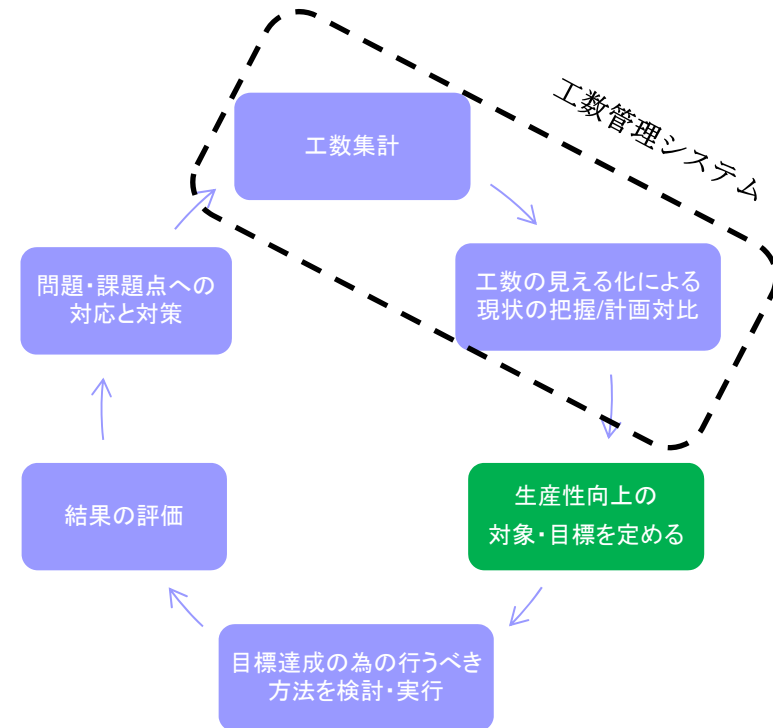 工数管理システム
工数集計
工数の見える化による
現状の把握/計画対比
生産性向上の
対象・目標を定める
目標達成の為の行うべき
方法を検討・実行
結果の評価
問題・課題点への
対応と対策